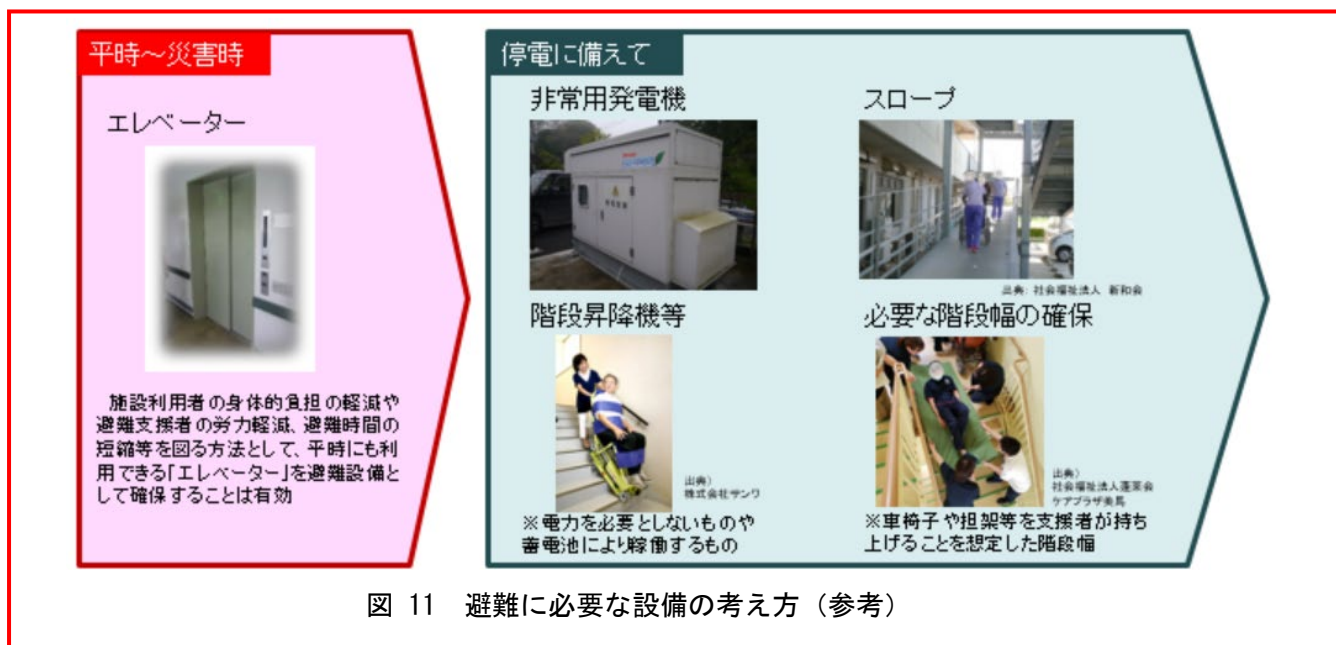 平時～災害時
エレベーター
施設利用者の身体的負担の軽減や
避難支援者の労力軽減、避難時間の
短縮等を図る方法として、平時にも利
用できる｢エレベーター｣を避難設備と
して確保することは有効
停電に備えて
非常用発電機
スロープ
出典：社会福祉法人　新和会
階段昇降機等
出典）
株式会社サンワ
※電力を必要としないものや
蓄電池により稼働するもの
必要な階段幅の確保
出典）
社会福祉法人蓬莱会
ケアプラザ美馬
※車椅子や担架等を支援者が持ち
上げることを想定した階段幅
図 11　避難に必要な設備の考え方（参考）